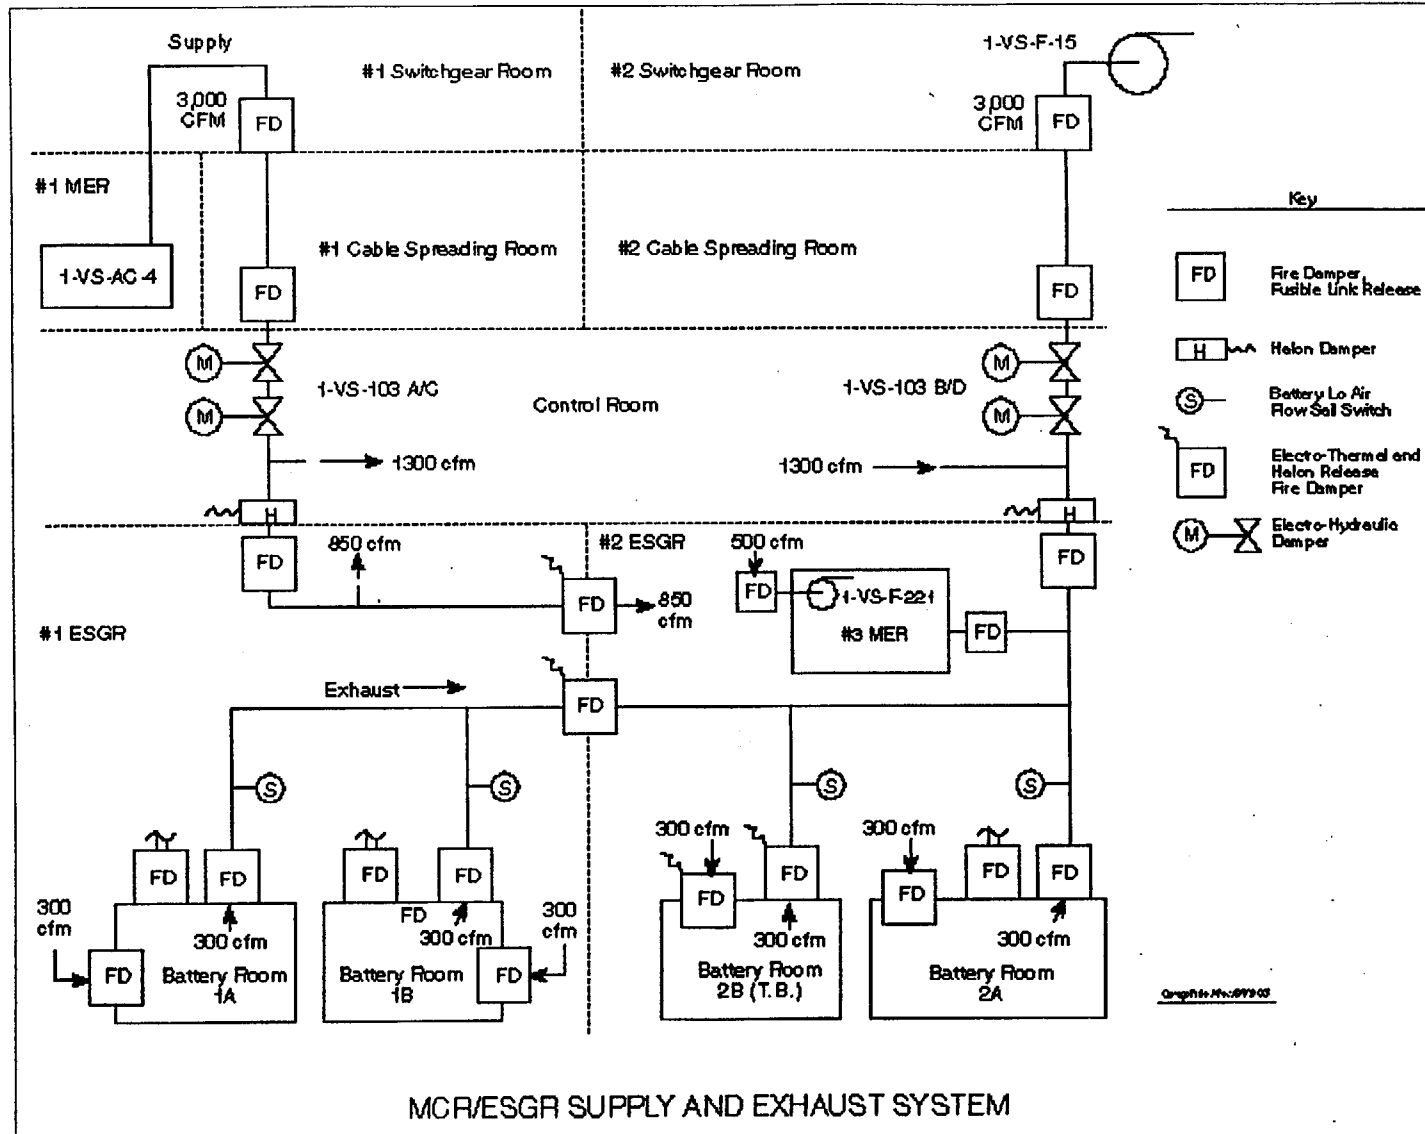 Supply
1-VS-F-15
#1 Switchgear Room
#2 Switchgear Room
3,000
CFM
FD
3,000
CFM
FD
#1 MER
Key
1-VS-AC-4
#1 Cable Spreading Room
#2 Cable Spreading Room
FD
FD
FD
Fire Damper,
Fusible Link Release
M
M
H
Halon Damper
1-VS-103 A/C
1-VS-103 B/D
M
M
Control Room
S
Battery Lo Air
Flow Sail Switch
1300 cfm
1300 cfm
FD
Electro-Thermal and
Halon Release
Fire Damper
H
H
M
Electro-Hydraulic
Damper
850 cfm
#2 ESGR
500 cfm
FD
FD
FD
FD
850
cfm
1-VS-F-221
#3 MER
FD
#1 ESGR
Exhaust
FD
S
S
S
S
300 cfm
300 cfm
FD
FD
FD
FD
FD
FD
FD
FD
FD
FD
300
cfm
300
cfm
300 cfm
300 cfm
300 cfm
300 cfm
FD
FD
Battery Room
1A
Battery Room
1B
Battery Room
2B (T.B.)
Battery Room
2A
MCR/ESGR SUPPLY AND EXHAUST SYSTEM